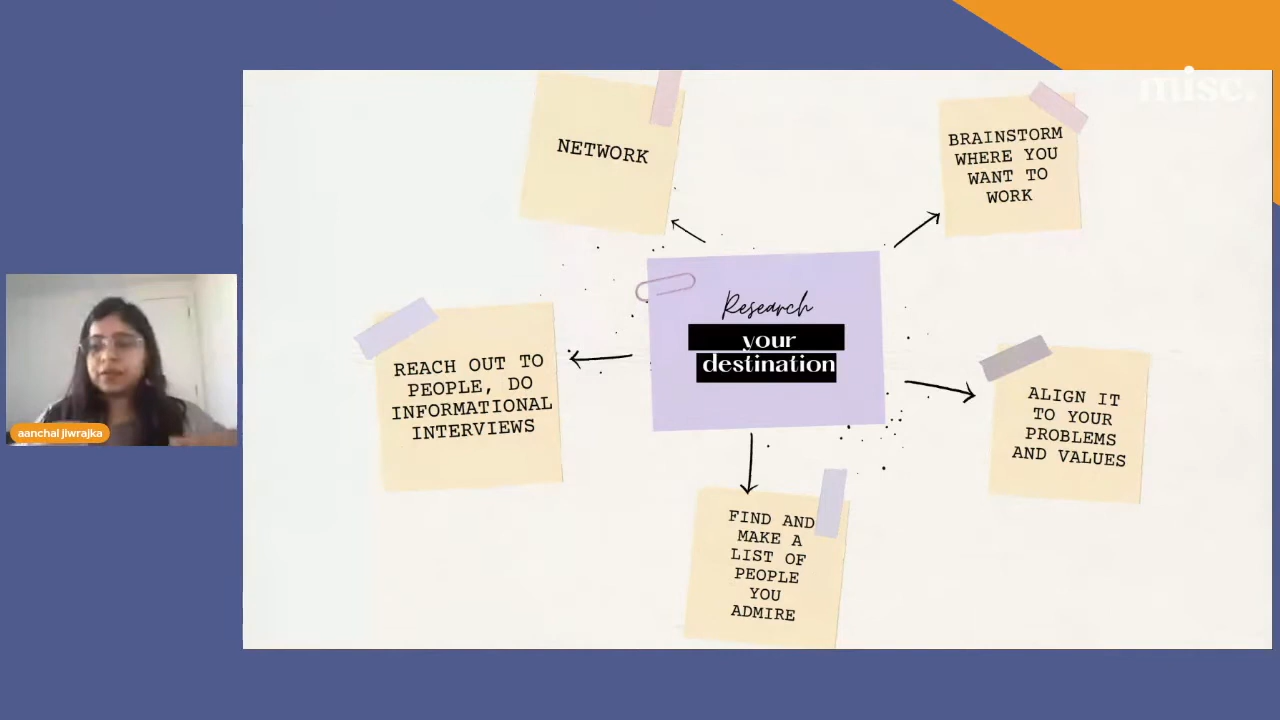 misc.
NETWORK
BRAINSTORM
WHERE YOU
WANT TO
WORK
Research
your
destination
REACH OUT TO
PEOPLE, DO
INFORMATIONAL
INTERVIEWS
ALIGN IT
TO YOUR
PROBLEMS
AND VALUES
FIND AND
MAKE A
LIST OF
PEOPLE
YOU
ADMIRE
aanchal jiwrajka